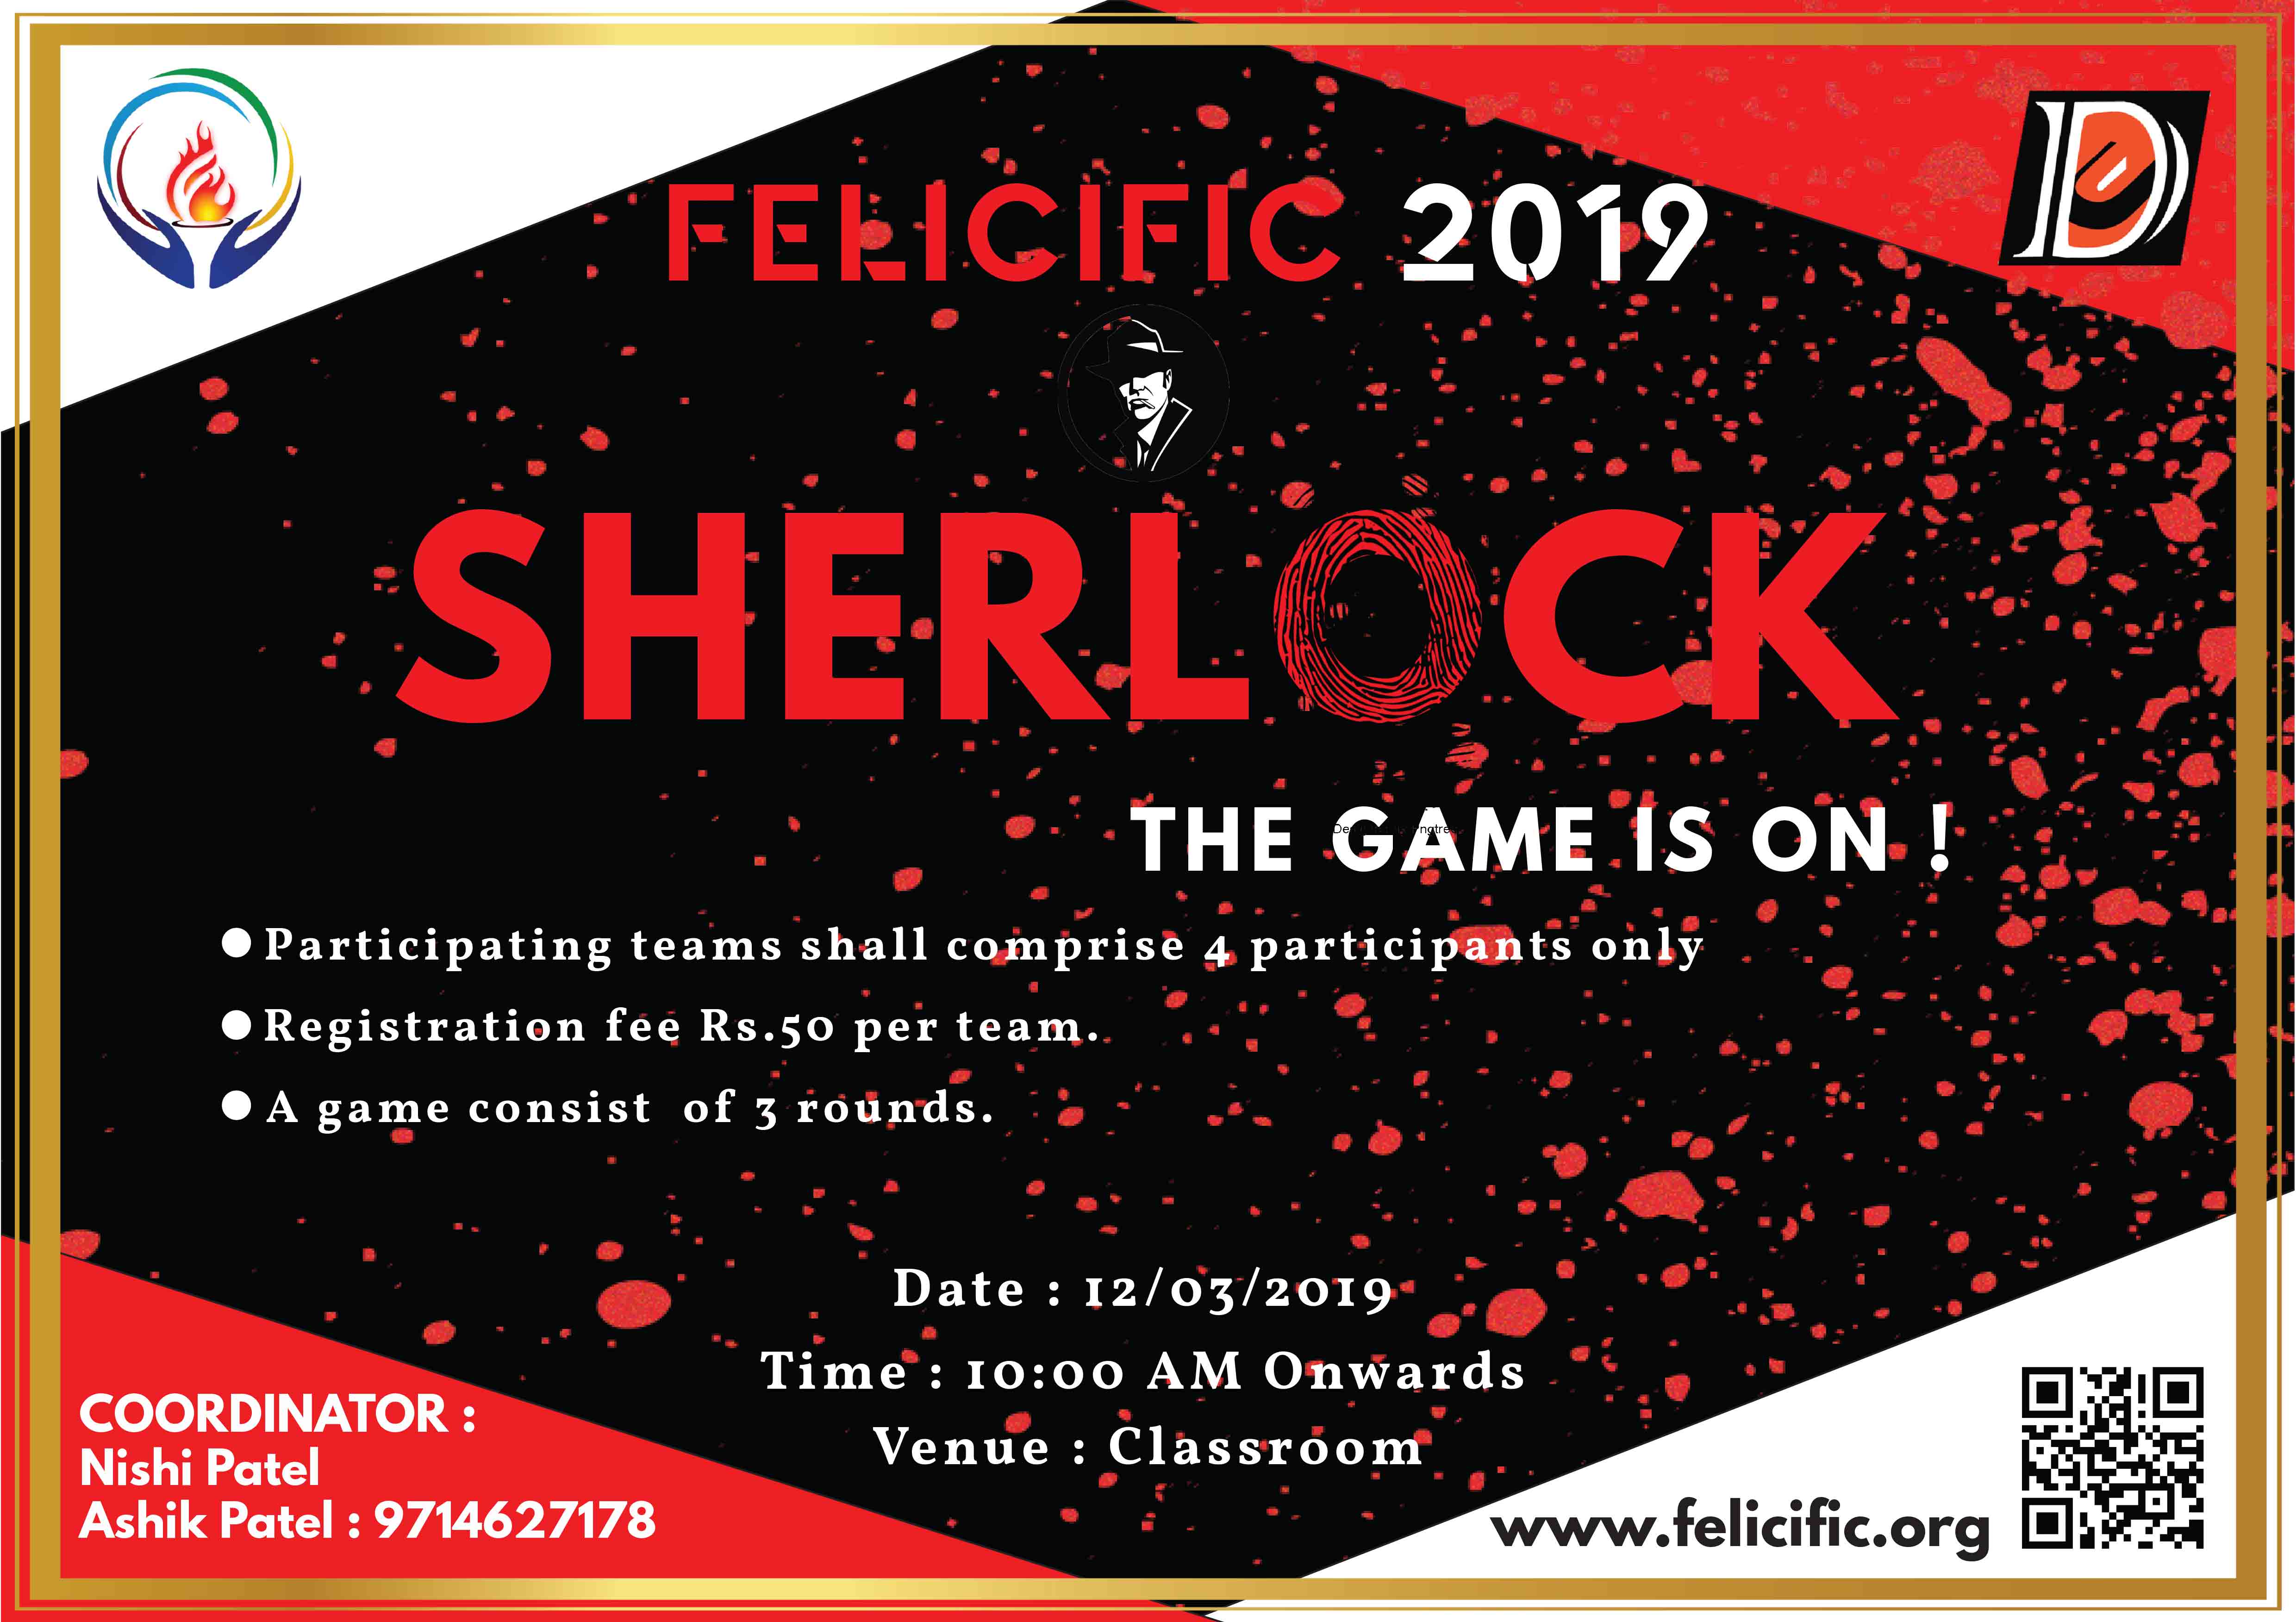 FELICIFIC 2019
SHERLOCK
THE GAME IS ON !
● Participating teams shall comprise 4 participants only
● Registration fee Rs.50 per team.
● A game consist of 3 rounds.
Date : 12/03/2019
Time : 10:00 AM Onwards
Venue : Classroom
COORDINATOR :
Nishi Patel
Ashik Patel : 9714627178
www.felicific.org